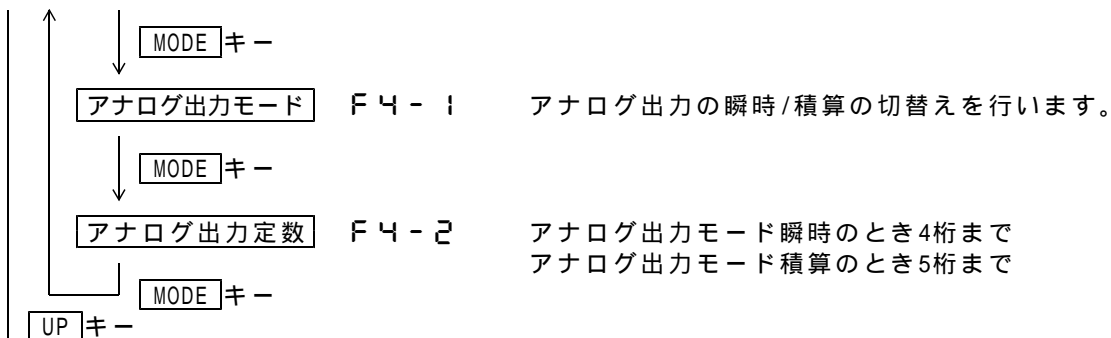 MODE キー
アナログ出力モード F4-1 アナログ出力の瞬時/積算の切替えを行います。
MODE キー
アナログ出力定数 F4-2 アナログ出力モード瞬時のとき4桁まで
アナログ出力モード積算のとき5桁まで
MODE キー
UP キー